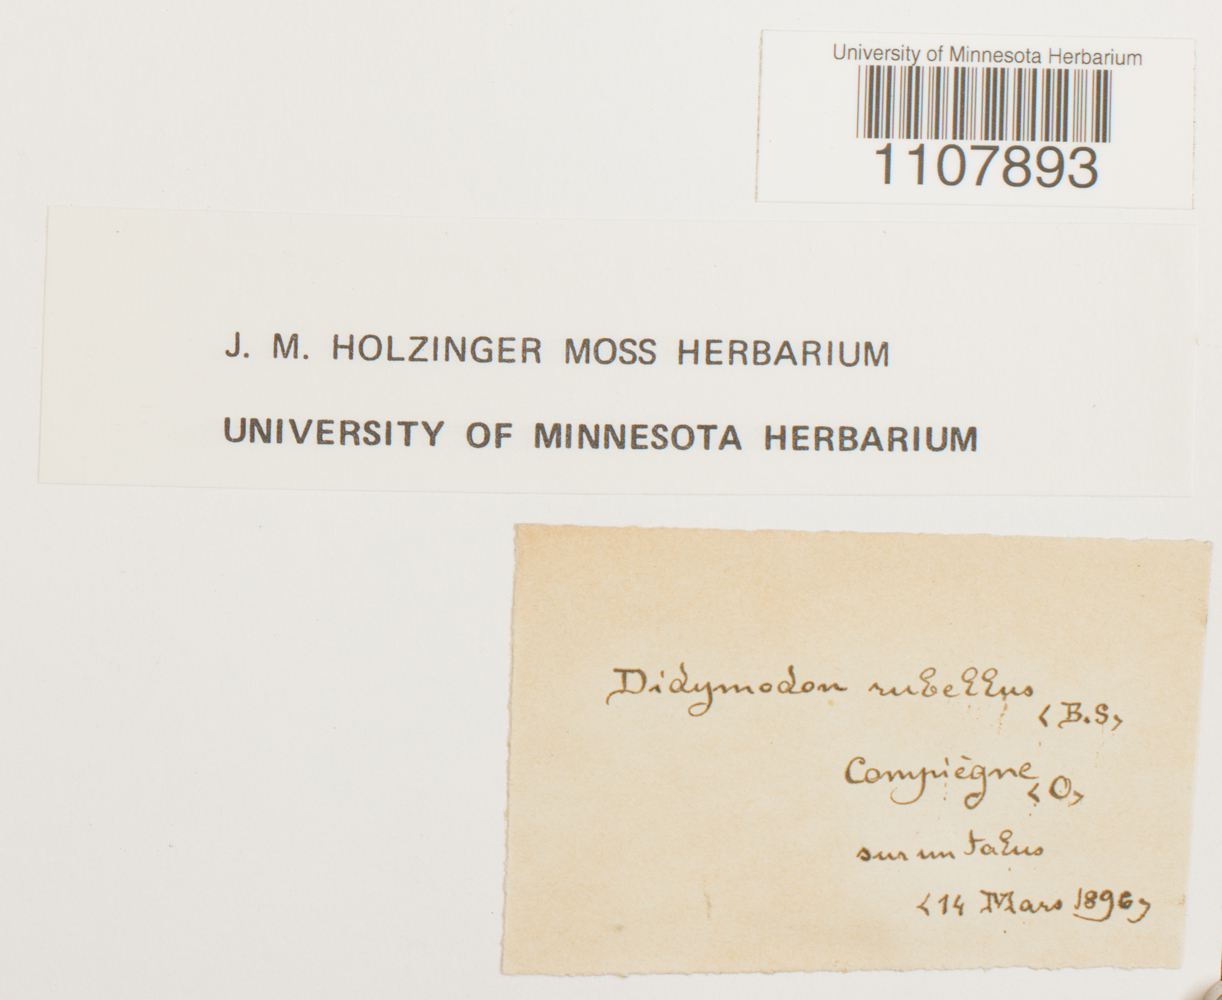 University of Minnesota Herbarium
1107893
J. M. HOLZINGER MOSS HERBARIUM
UNIVERSITY OF MINNESOTA HERBARIUM
Didymodon rubellus
<B.S>
Compiègne <O>
sur un talus
<14 Mars 1896>